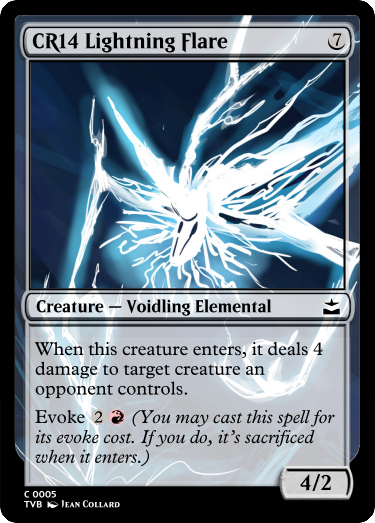 CR14 Lightning Flare 7
Creature — Voidling Elemental
When this creature enters, it deals 4
damage to target creature an
opponent controls.
Evoke 2 (You may cast this spell for
its evoke cost. If you do, it's sacrificed
when it enters.)
4/2
C 0005
TVB Jean Collard